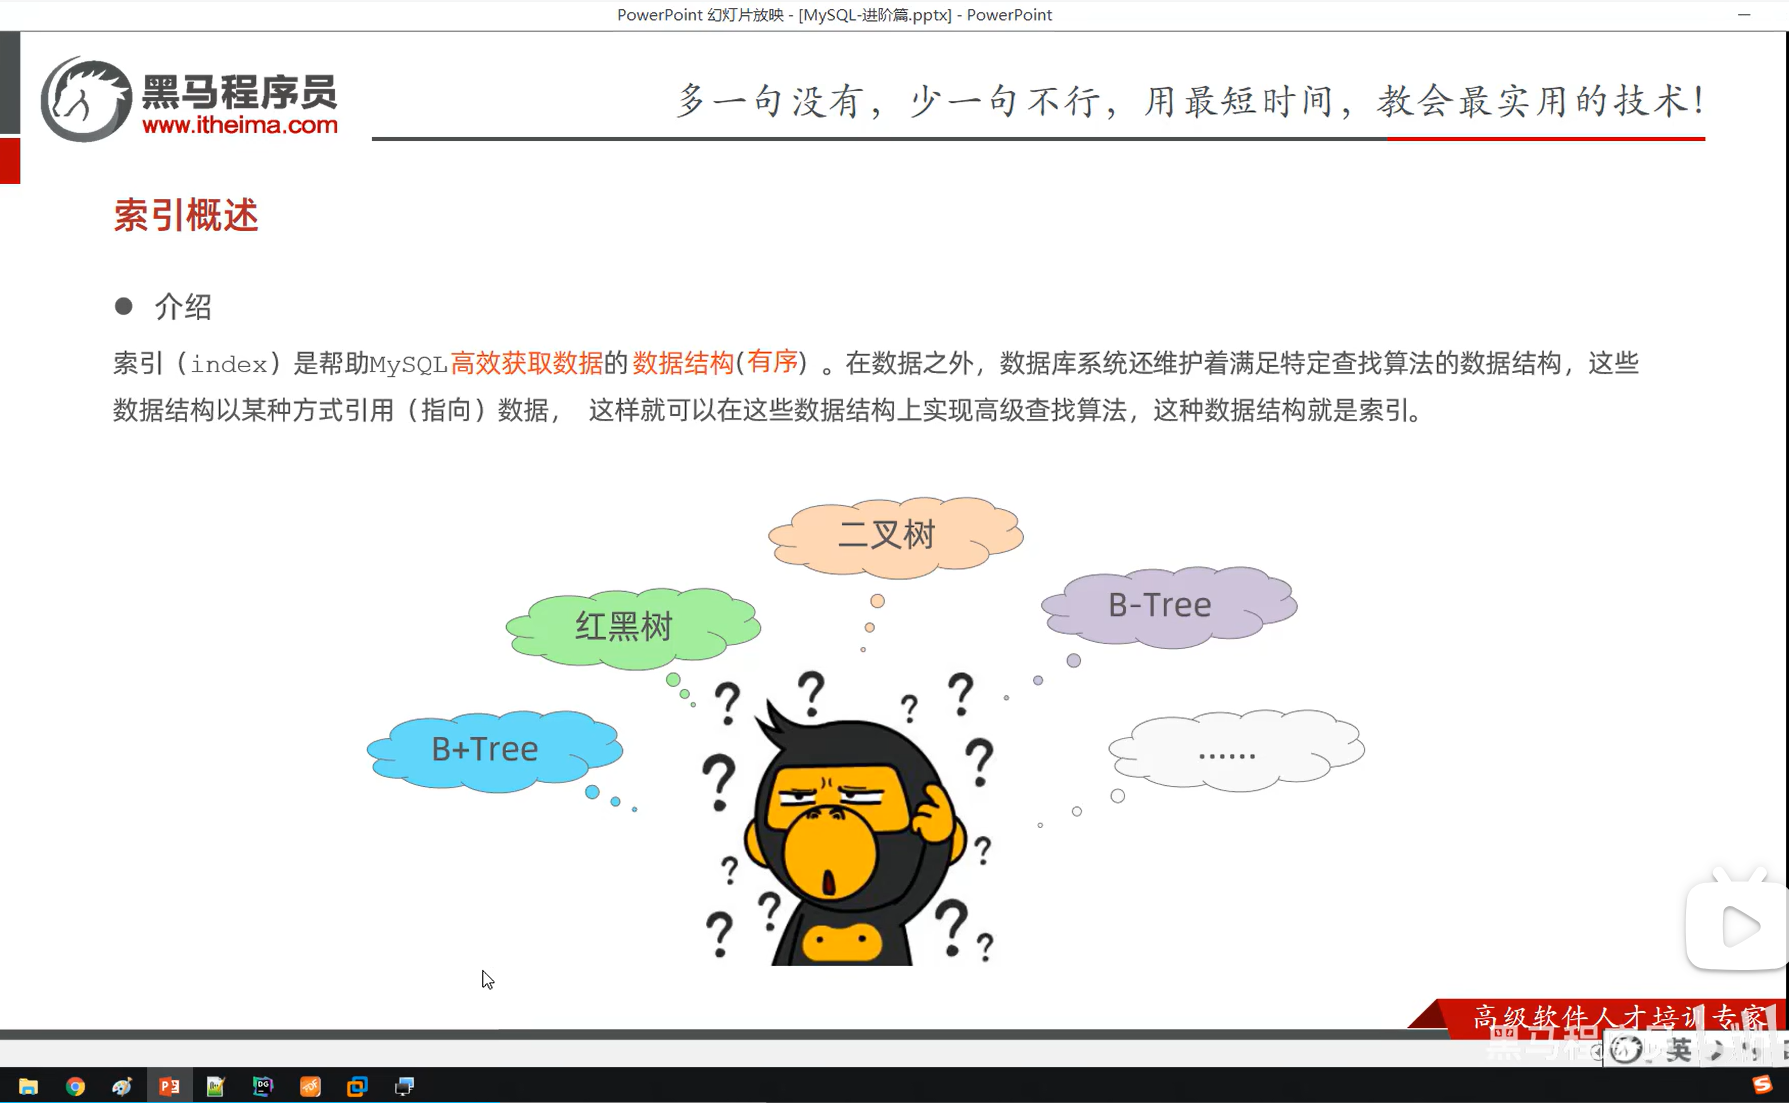 PowerPoint 幻灯片放映 - [MySQL-进阶篇.pptx] - PowerPoint
黑马程序员
www.itheima.com
多一句没有，少一句不行，用最短时间，教会最实用的技术！
索引概述
● 介绍
索引（index）是帮助MySQL高效获取数据的数据结构(有序) 。在数据之外，数据库系统还维护着满足特定查找算法的数据结构，这些
数据结构以某种方式引用（指向）数据， 这样就可以在这些数据结构上实现高级查找算法，这种数据结构就是索引。
二叉树
B-Tree
红黑树
B+Tree
……
? ? ? ?
? ?
? ?
? ? ? ?
高级软件人才培训专家
黑马程序员
英